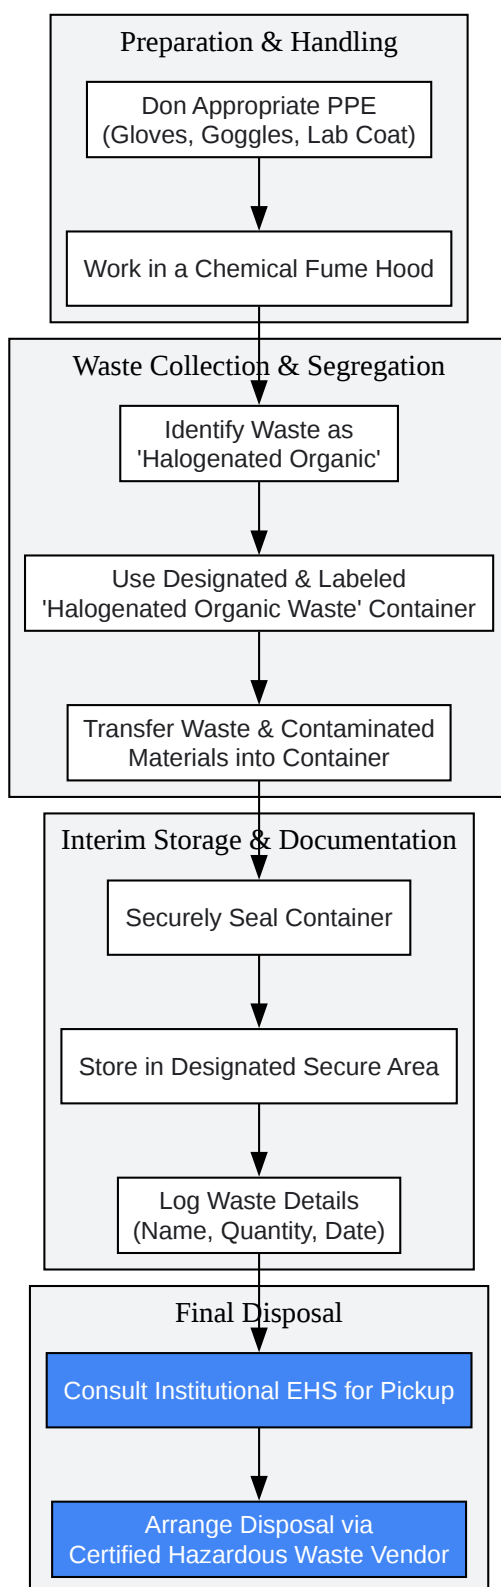 Preparation & Handling
Don Appropriate PPE
(Gloves, Goggles, Lab Coat)
Work in a Chemical Fume Hood
Waste Collection & Segregation
Identify Waste as
'Halogenated Organic'
Use Designated & Labeled
'Halogenated Organic Waste' Container
Transfer Waste & Contaminated
Materials into Container
Interim Storage & Documentation
Securely Seal Container
Store in Designated Secure Area
Log Waste Details
(Name, Quantity, Date)
Final Disposal
Consult Institutional EHS for Pickup
Arrange Disposal via
Certified Hazardous Waste Vendor